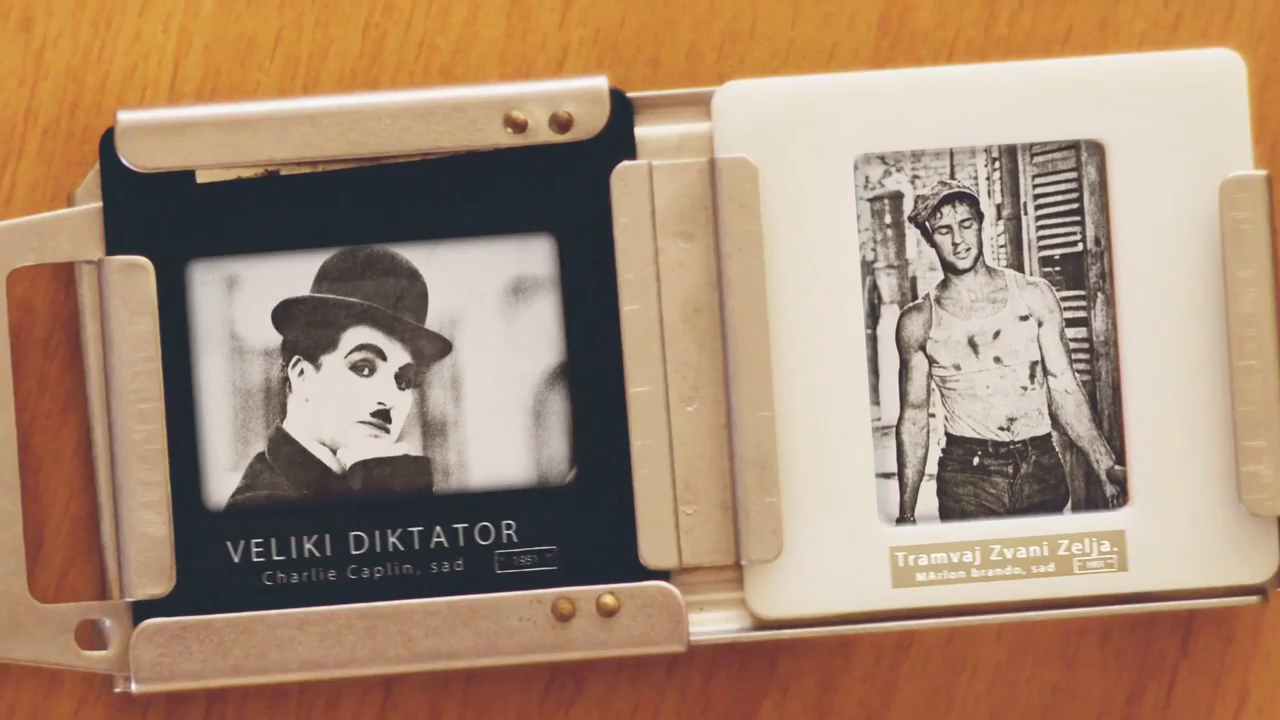 VELIKI DIKTATOR
Charlie Caplin, sad
" 1951 "
Tramvaj Zvani Zelja.
MArlon brando, sad
" 1951 "